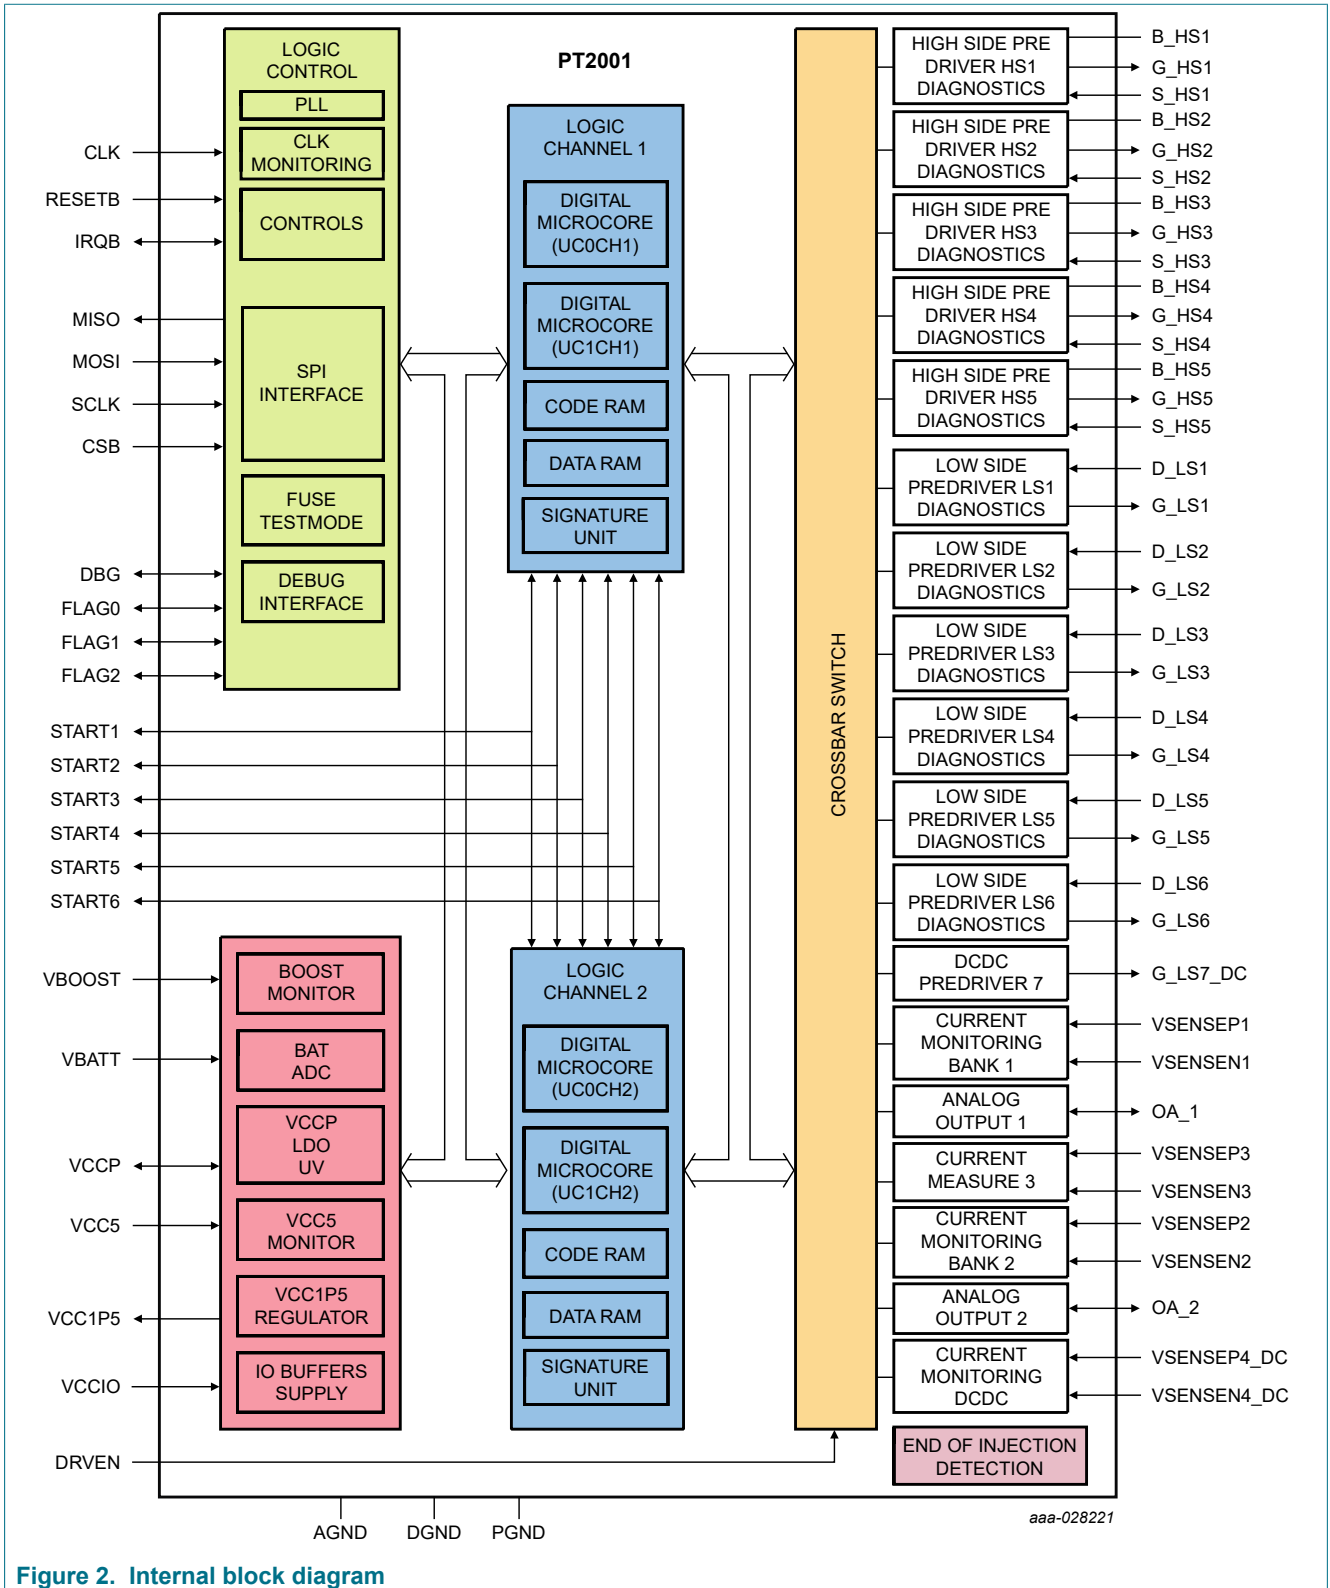 PT2001
LOGIC
CONTROL
PLL
CLK
MONITORING
CONTROLS
SPI
INTERFACE
FUSE
TESTMODE
DEBUG
INTERFACE
CLK
RESETB
IRQB
MISO
MOSI
SCLK
CSB
DBG
FLAG0
FLAG1
FLAG2
START1
START2
START3
START4
START5
START6
VBOOST
VBATT
VCCP
VCC5
VCC1P5
VCCIO
DRVEN
BOOST
MONITOR
BAT
ADC
VCCP
LDO
UV
VCC5
MONITOR
VCC1P5
REGULATOR
IO BUFFERS
SUPPLY
LOGIC
CHANNEL 1
DIGITAL
MICROCORE
(UC0CH1)
DIGITAL
MICROCORE
(UC1CH1)
CODE RAM
DATA RAM
SIGNATURE
UNIT
LOGIC
CHANNEL 2
DIGITAL
MICROCORE
(UC0CH2)
DIGITAL
MICROCORE
(UC1CH2)
CODE RAM
DATA RAM
SIGNATURE
UNIT
CROSSBAR SWITCH
HIGH SIDE PRE
DRIVER HS1
DIAGNOSTICS
B_HS1
G_HS1
S_HS1
HIGH SIDE PRE
DRIVER HS2
DIAGNOSTICS
B_HS2
G_HS2
S_HS2
HIGH SIDE PRE
DRIVER HS3
DIAGNOSTICS
B_HS3
G_HS3
S_HS3
HIGH SIDE PRE
DRIVER HS4
DIAGNOSTICS
B_HS4
G_HS4
S_HS4
HIGH SIDE PRE
DRIVER HS5
DIAGNOSTICS
B_HS5
G_HS5
S_HS5
LOW SIDE
PREDRIVER LS1
DIAGNOSTICS
D_LS1
G_LS1
LOW SIDE
PREDRIVER LS2
DIAGNOSTICS
D_LS2
G_LS2
LOW SIDE
PREDRIVER LS3
DIAGNOSTICS
D_LS3
G_LS3
LOW SIDE
PREDRIVER LS4
DIAGNOSTICS
D_LS4
G_LS4
LOW SIDE
PREDRIVER LS5
DIAGNOSTICS
D_LS5
G_LS5
LOW SIDE
PREDRIVER LS6
DIAGNOSTICS
D_LS6
G_LS6
DCDC
PREDRIVER 7
G_LS7_DC
CURRENT
MONITORING
BANK 1
VSENSEP1
VSENSEN1
ANALOG
OUTPUT 1
OA_1
CURRENT
MEASURE 3
VSENSEP3
VSENSEN3
CURRENT
MONITORING
BANK 2
VSENSEP2
VSENSEN2
ANALOG
OUTPUT 2
OA_2
CURRENT
MONITORING
DCDC
VSENSEP4_DC
VSENSEN4_DC
END OF INJECTION
DETECTION
AGND
DGND
PGND
aaa-028221
Figure 2. Internal block diagram